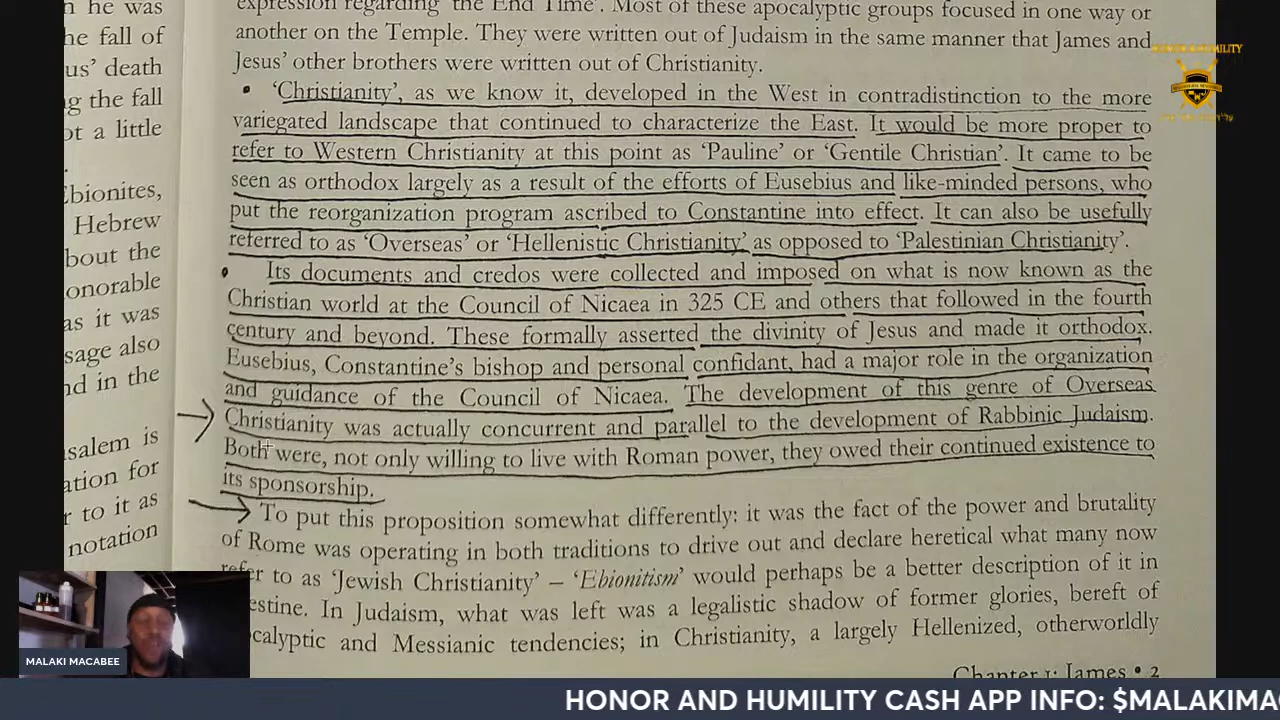 n he was
he fall of
us' death
g the fall
ot a little
Ebionites,
Hebrew
bout the
onorable
as it was
sage also
nd in the
salem is
ation for
r to it as
notation
expression regarding 'the End Time'. Most of these apocalyptic groups focused in one way or
another on the Temple. They were written out of Judaism in the same manner that James and
Jesus' other brothers were written out of Christianity.
• 'Christianity', as we know it, developed in the West in contradistinction to the more
variegated landscape that continued to characterize the East. It would be more proper to
refer to Western Christianity at this point as 'Pauline' or 'Gentile Christian'. It came to be
seen as orthodox largely as a result of the efforts of Eusebius and like-minded persons, who
put the reorganization program ascribed to Constantine into effect. It can also be usefully
referred to as 'Overseas' or 'Hellenistic Christianity' as opposed to 'Palestinian Christianity'.
• Its documents and credos were collected and imposed on what is now known as the
Christian world at the Council of Nicaea in 325 CE and others that followed in the fourth
century and beyond. These formally asserted the divinity of Jesus and made it orthodox.
Eusebius, Constantine's bishop and personal confidant, had a major role in the organization
and guidance of the Council of Nicaea. The development of this genre of Overseas
Christianity was actually concurrent and parallel to the development of Rabbinic Judaism.
Both were, not only willing to live with Roman power, they owed their continued existence to
its sponsorship.
To put this proposition somewhat differently: it was the fact of the power and brutality
of Rome was operating in both traditions to drive out and declare heretical what many now
refer to as 'Jewish Christianity' – 'Ebionitism' would perhaps be a better description of it in
estine. In Judaism, what was left was a legalistic shadow of former glories, bereft of
ocalyptic and Messianic tendencies; in Christianity, a largely Hellenized, otherworldly
Chapter 1: James • 2
HONOR & HUMILITY
MALAKI MACABEE
HONOR AND HUMILITY CASH APP INFO: $MALAKIMA